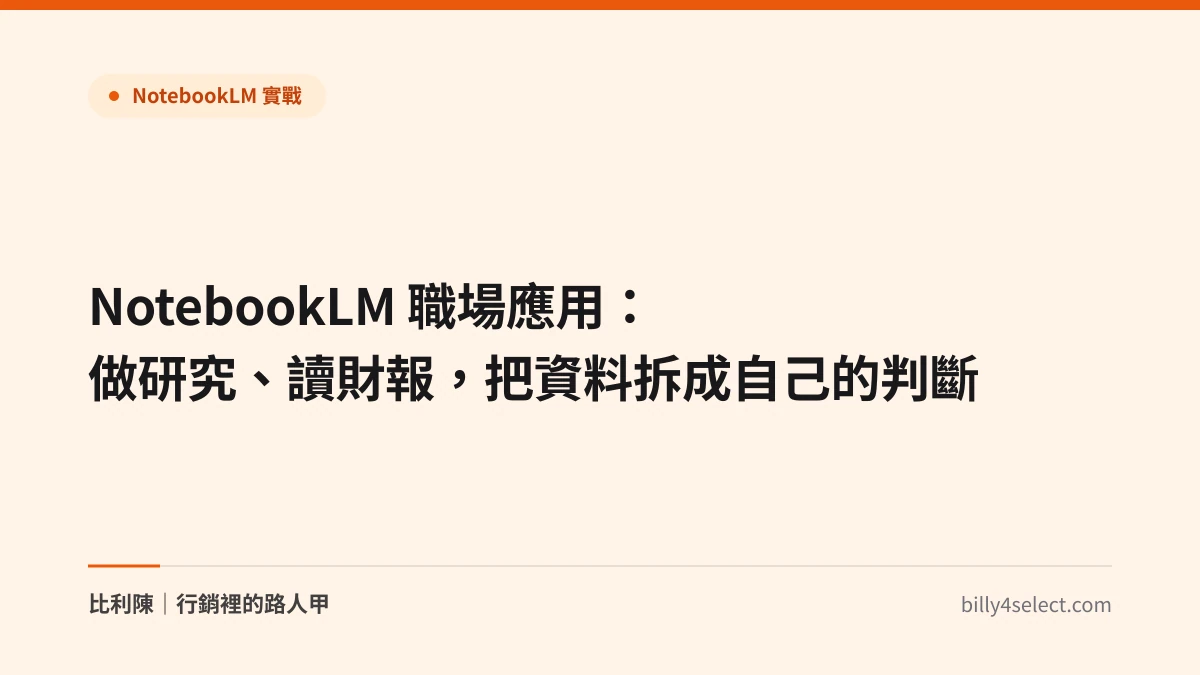 NotebookLM 實戰
NotebookLM 職場應用：
做研究、讀財報，把資料拆成自己的判斷
比利陳｜行銷裡的路人甲
billy4select.com